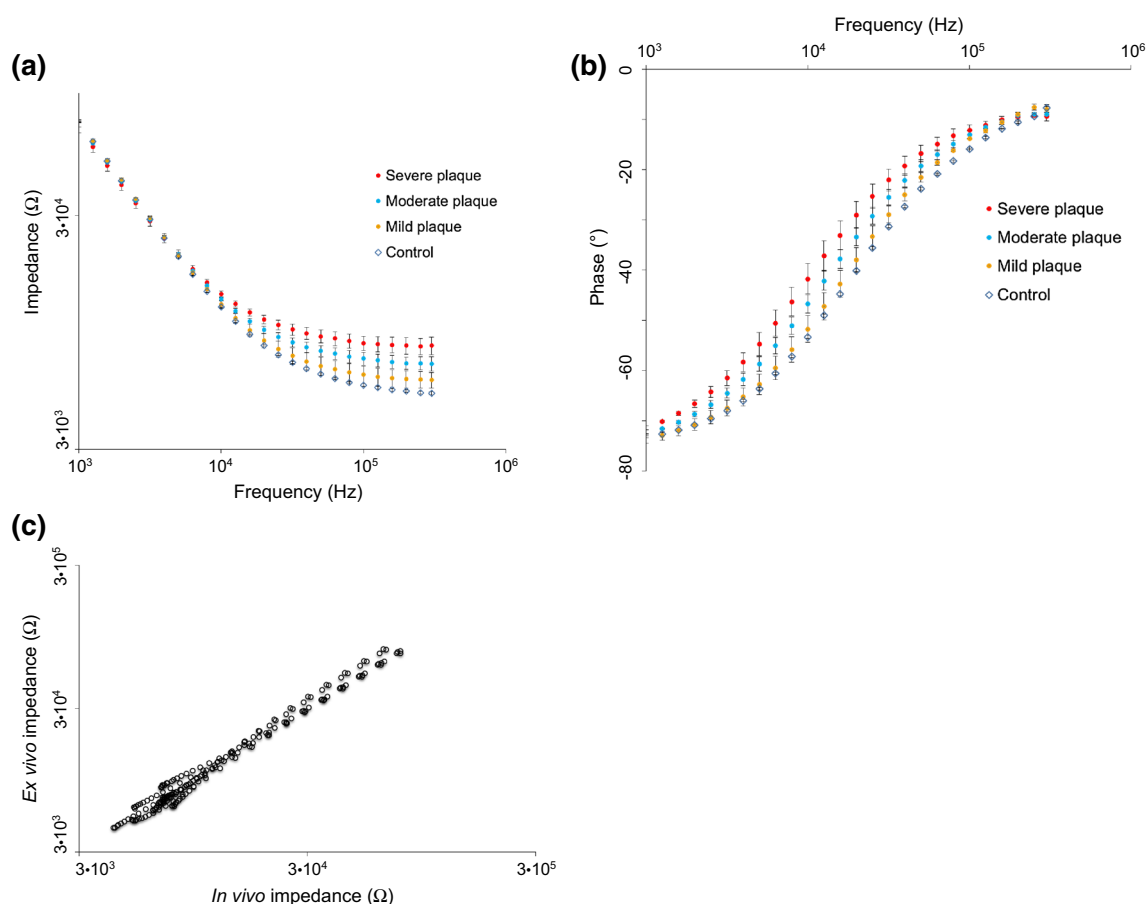 (a)
Impedance (Ω)
3•10⁴
3•10³
Severe plaque
Moderate plaque
Mild plaque
Control
10³ 10⁴ 10⁵ 10⁶
Frequency (Hz)
(b)
Frequency (Hz)
10³ 10⁴ 10⁵ 10⁶
Phase (°)
0
-20
-40
-60
-80
Severe plaque
Moderate plaque
Mild plaque
Control
(c)
Ex vivo impedance (Ω)
3•10⁵
3•10⁴
3•10³
3•10³ 3•10⁴ 3•10⁵
In vivo impedance (Ω)